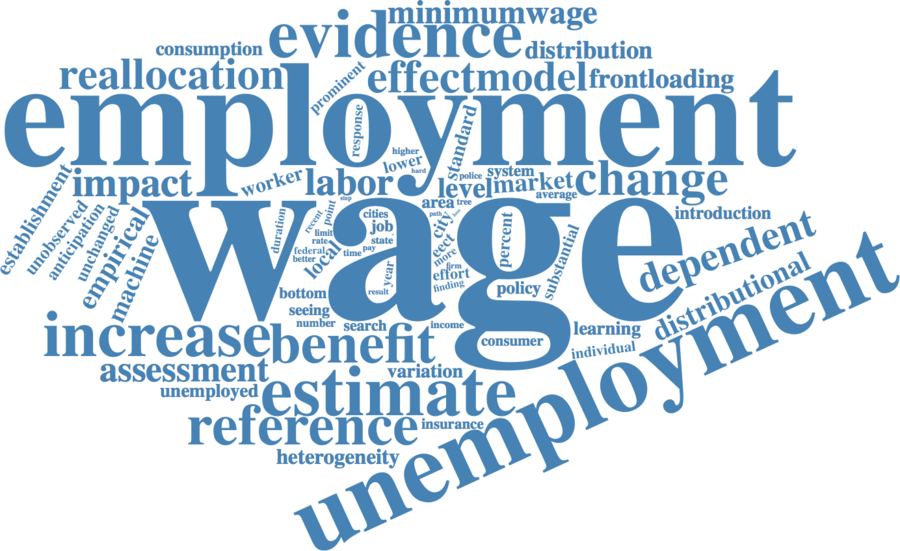 minimumwage
consumption
evidence
distribution
reallocation
prominent
effect
model
frontloading
employment
response
standard
higher
lower
hard
police
system
establishment
impact
worker
labor
level
market
change
average
step
unobserved
anticipation
unchanged
empirical
machine
wage
duration
recent
point
limit
rate
federal
better
local
cities
job
state
time
pay
year
result
area
tree
path
city
ect
more
firm
effort
finding
percent
policy
substantial
introduction
dependent
distributional
unemployment
bottom
seeing
number
search
income
consumer
learning
individual
increase
benefit
assessment
variation
unemployed
estimate
reference
insurance
heterogeneity